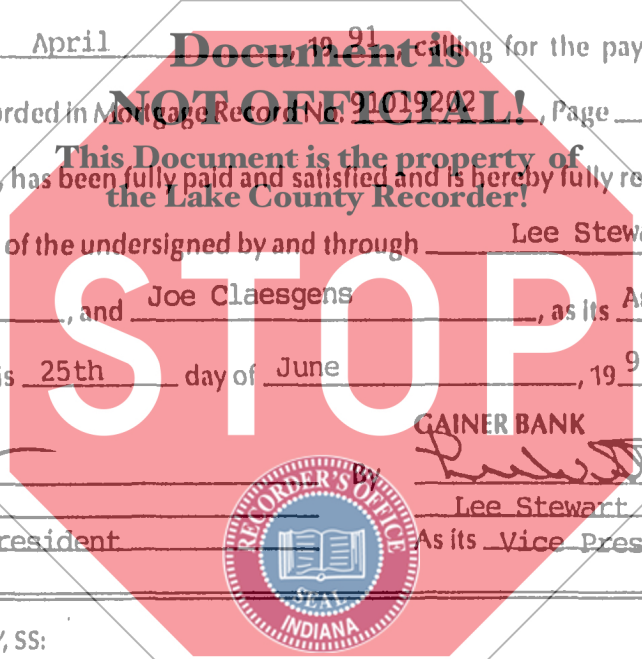 April , 19 91 , calling for the pay
Document is
orded in Mortgage Record No. 91019202 , Page
NOT OFFICIAL!
This Document is the property of
, has been fully paid and satisfied and is hereby fully re
the Lake County Recorder!
of the undersigned by and through Lee Stew
STOP
, and Joe Claesgens , as its
is 25th day of June , 19 9
GAINER BANK
By
Lee Stewart
resident As its Vice Pres
RECORDER'S OFFICE
SEAL
INDIANA
, SS: